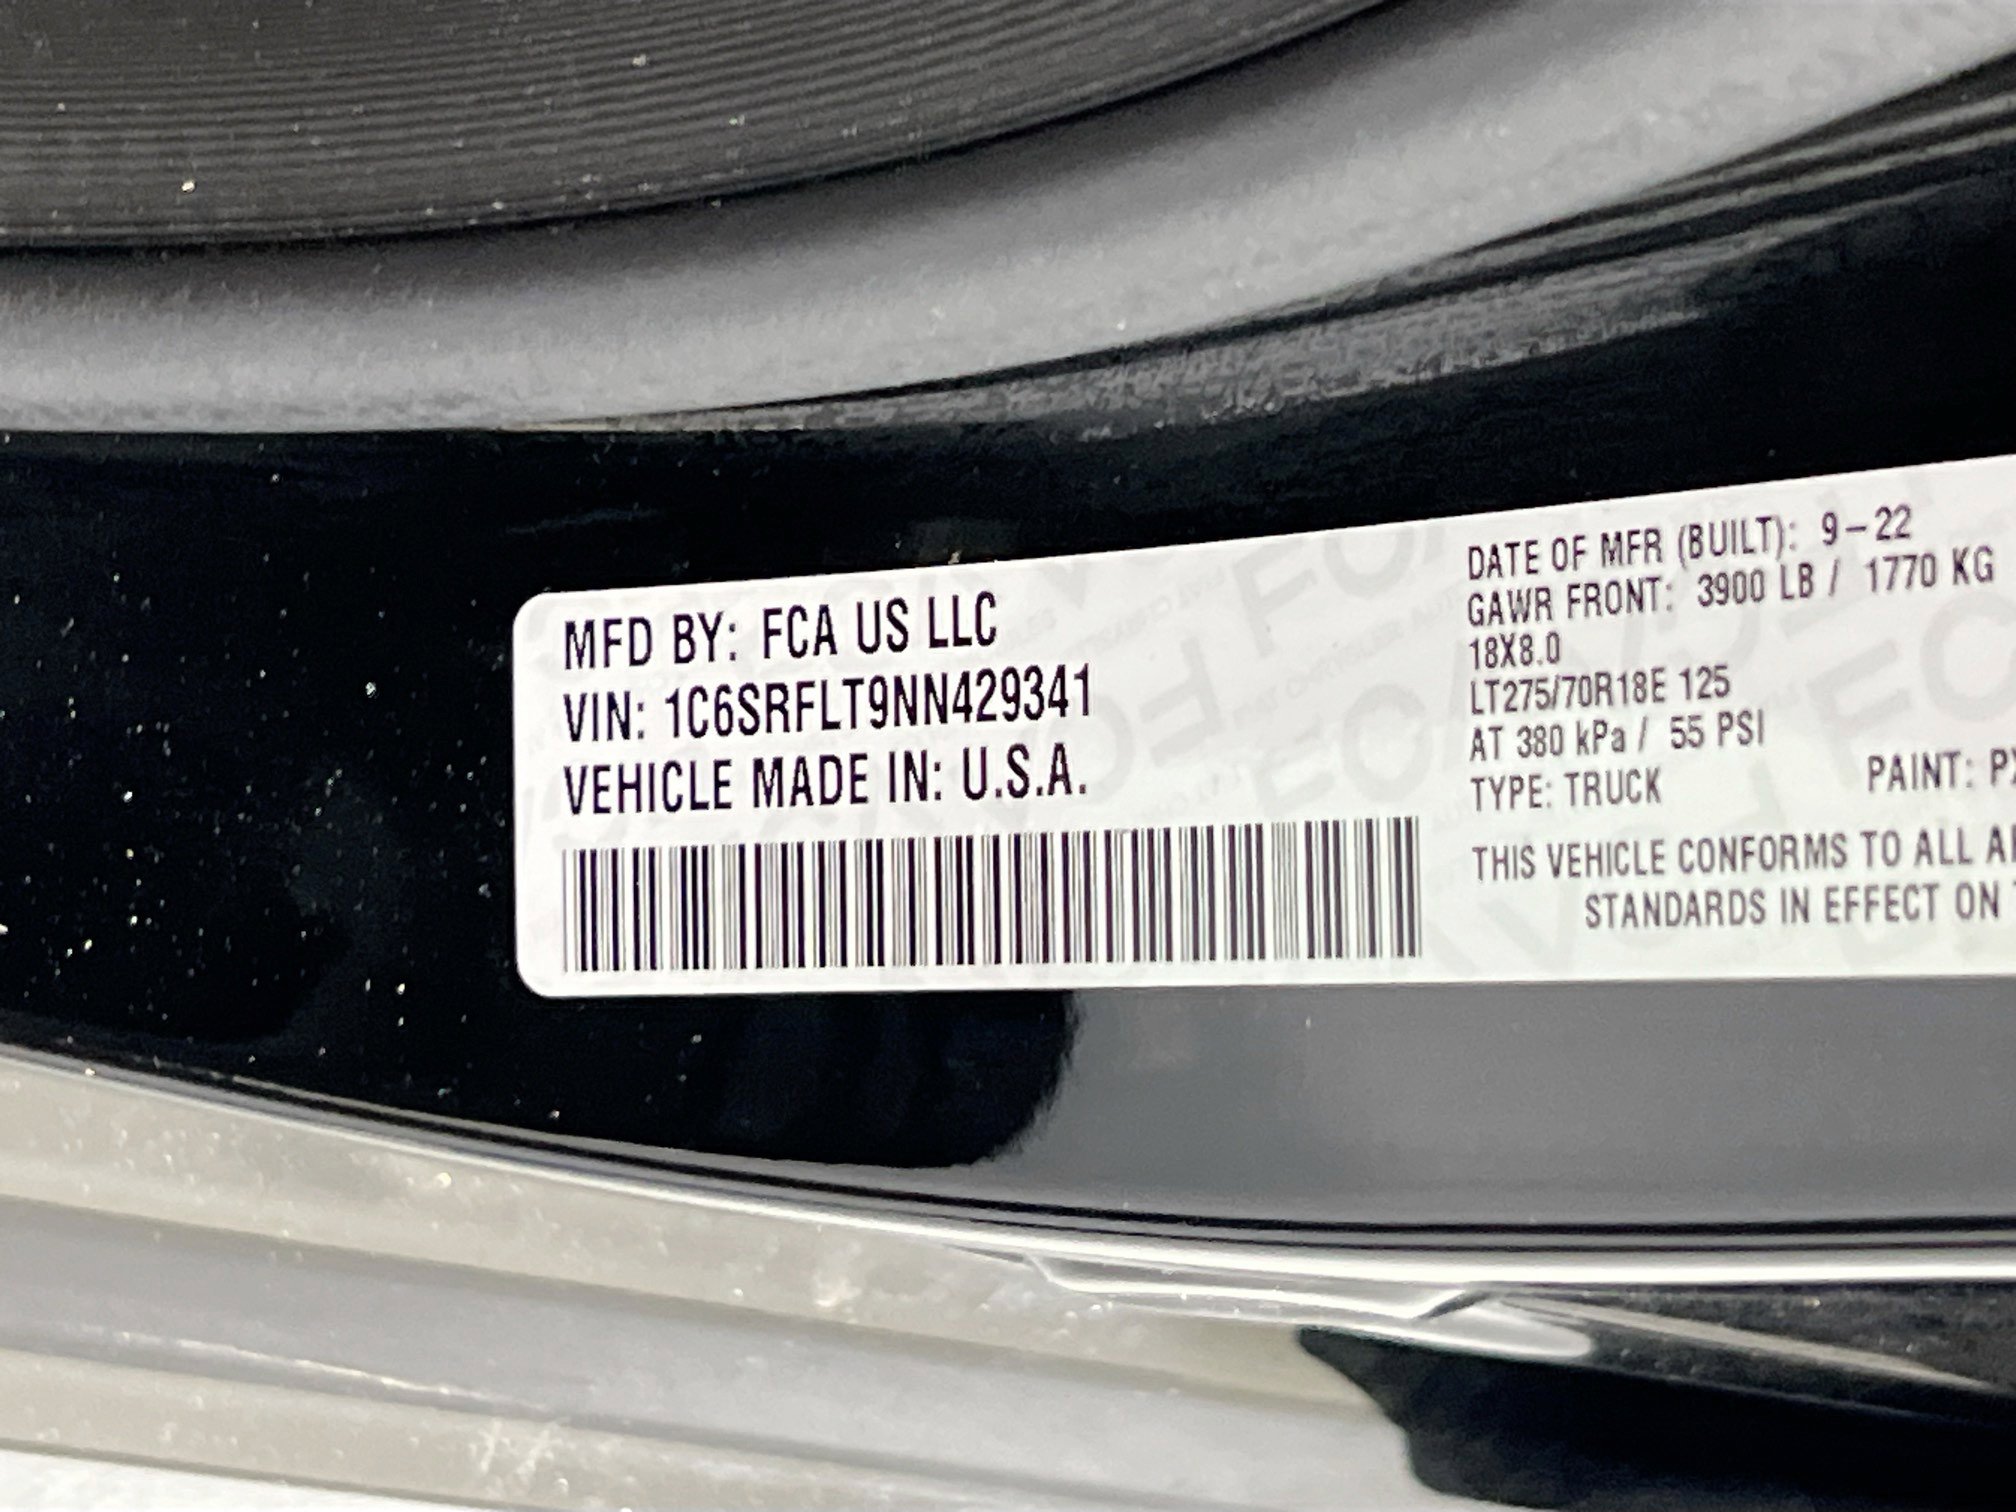 MFD BY: FCA US LLC
VIN: 1C6SRFLT9NN429341
VEHICLE MADE IN: U.S.A.
DATE OF MFR (BUILT): 9-22
GAWR FRONT: 3900 LB / 1770 KG
18X8.0
LT275/70R18E 125
AT 380 kPa / 55 PSI
TYPE: TRUCK PAINT:
THIS VEHICLE CONFORMS TO ALL
STANDARDS IN EFFECT ON